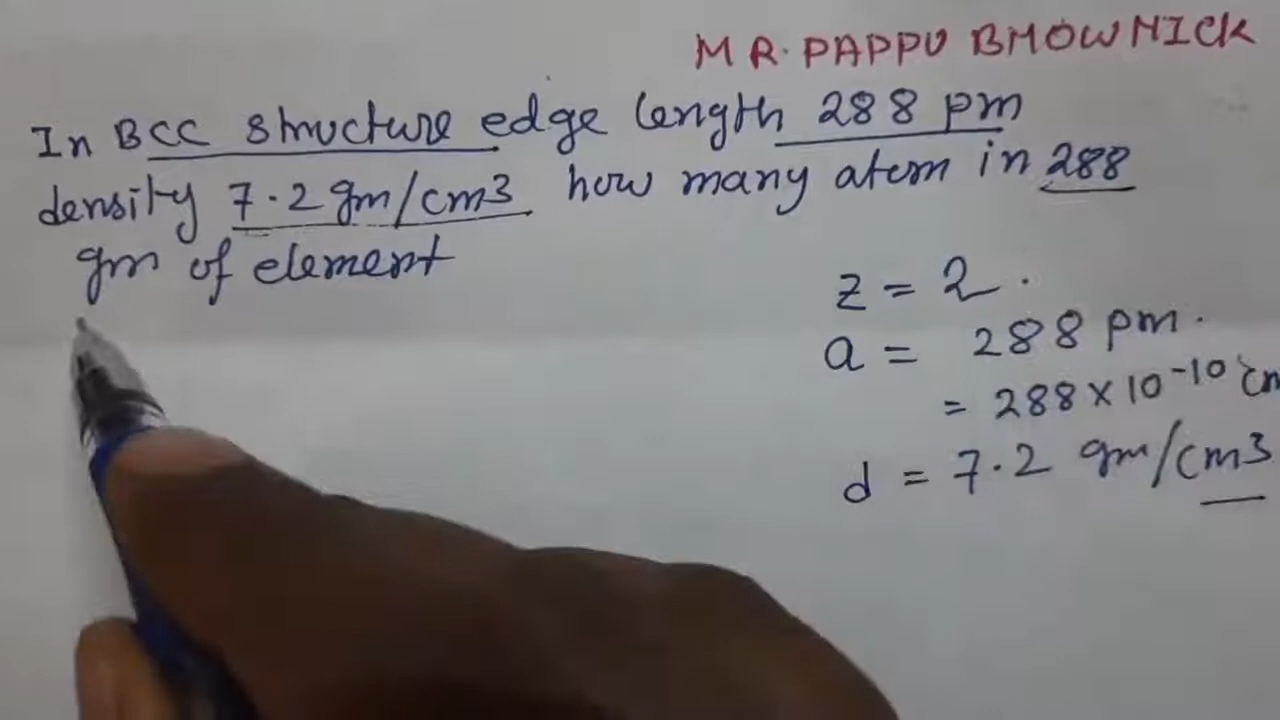 MR. PAPPU BHOWMICK
In BCC structure edge length 288 pm
density 7.2 gm/cm3 how many atom in 288
gm of element
z = 2.
a = 288 pm.
= 288 × 10-10 cm
d = 7.2 gm/cm3